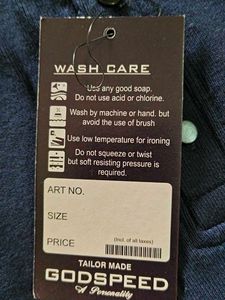 WASH CARE
Use any good soap.
Do not use acid or chlorine.
Wash by machine or hand. but
avoid the use of brush
Use low temperature for ironing
Do not squeeze or twist
but soft resisting pressure is
required.
ART NO.
SIZE
PRICE
(Incl. of all taxes)
TAILOR MADE
GODSPEED
A Personality